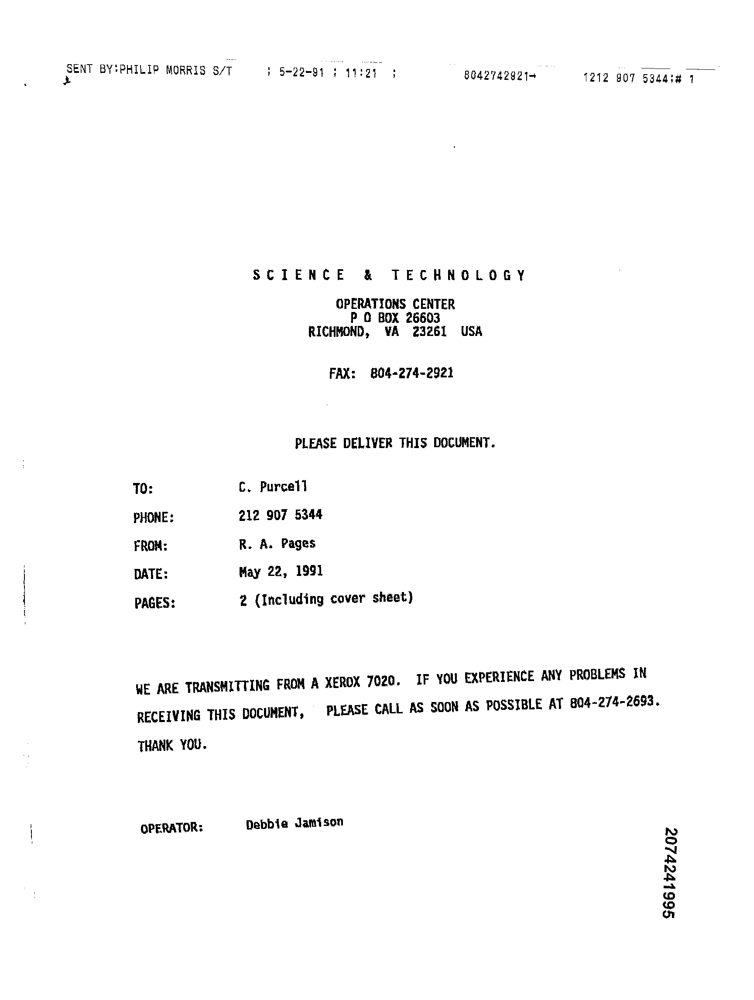 SENT BY:PHILIP MORRIS S/T ; 5-22-91 ; 11:21 ; 8042742921→ 1212 907 5344;# 1
SCIENCE & TECHNOLOGY
OPERATIONS CENTER
P O BOX 26603
RICHMOND, VA 23261 USA
FAX: 804-274-2921
PLEASE DELIVER THIS DOCUMENT.
TO: C. Purcell
PHONE: 212 907 5344
FROM: R. A. Pages
DATE: May 22, 1991
PAGES: 2 (Including cover sheet)
WE ARE TRANSMITTING FROM A XEROX 7020. IF YOU EXPERIENCE ANY PROBLEMS IN
RECEIVING THIS DOCUMENT, PLEASE CALL AS SOON AS POSSIBLE AT 804-274-2693.
THANK YOU.
OPERATOR: Debbie Jamison
2074241995